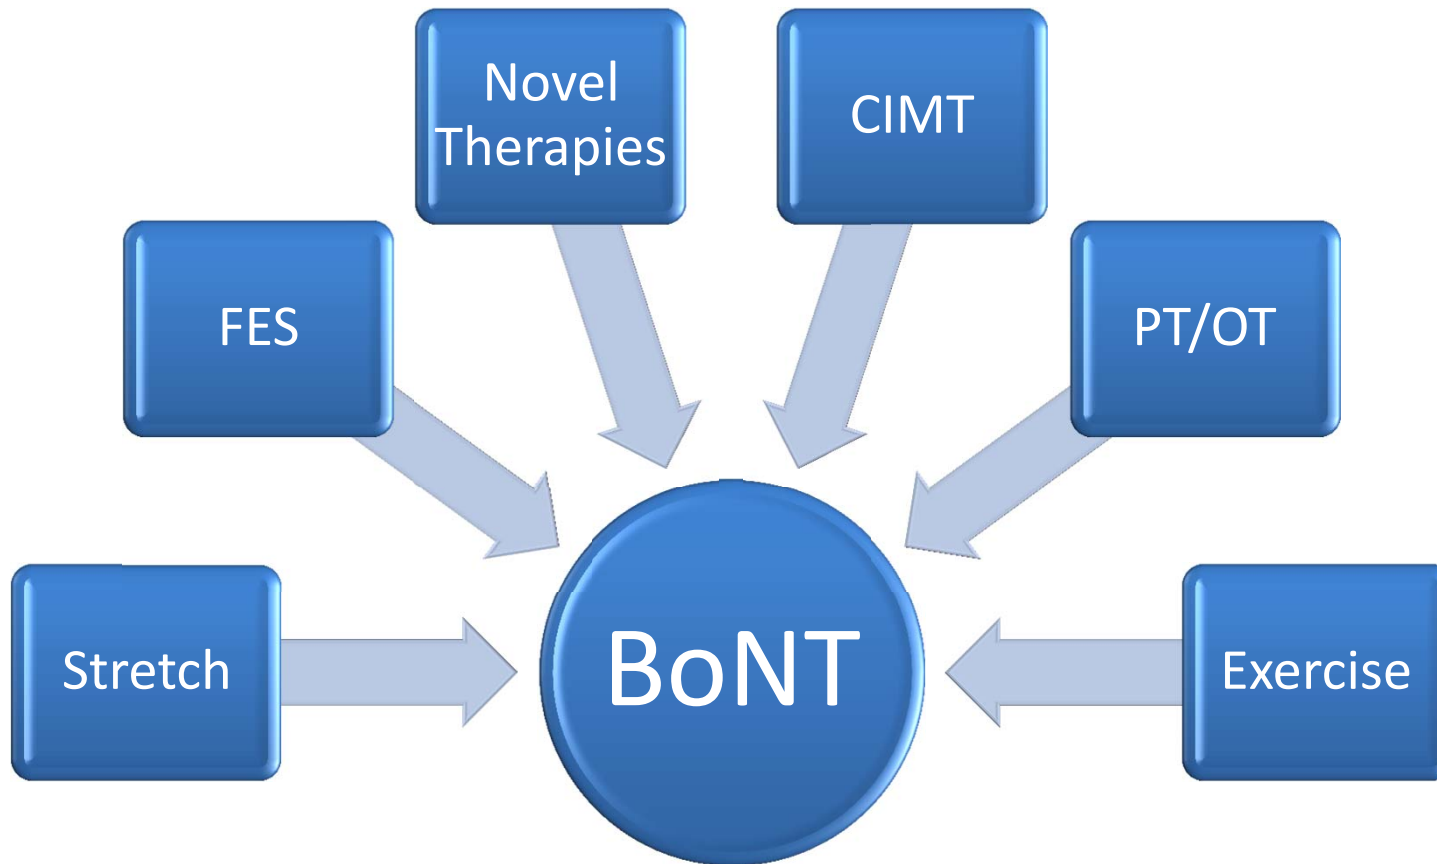 Novel
Therapies
CIMT
FES
PT/OT
Stretch
BoNT
Exercise